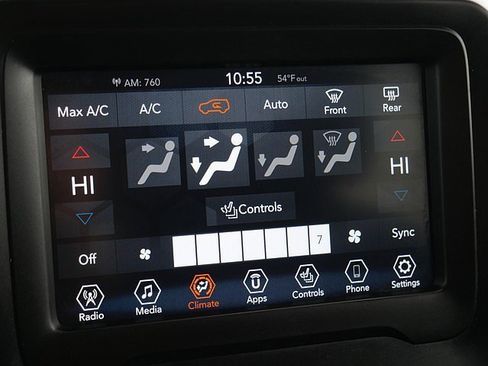 AM: 760 10:55 54°F out
Max A/C A/C Auto Front Rear
HI HI
Controls
Off 7 Sync
Radio Media Climate Apps Controls Phone Settings